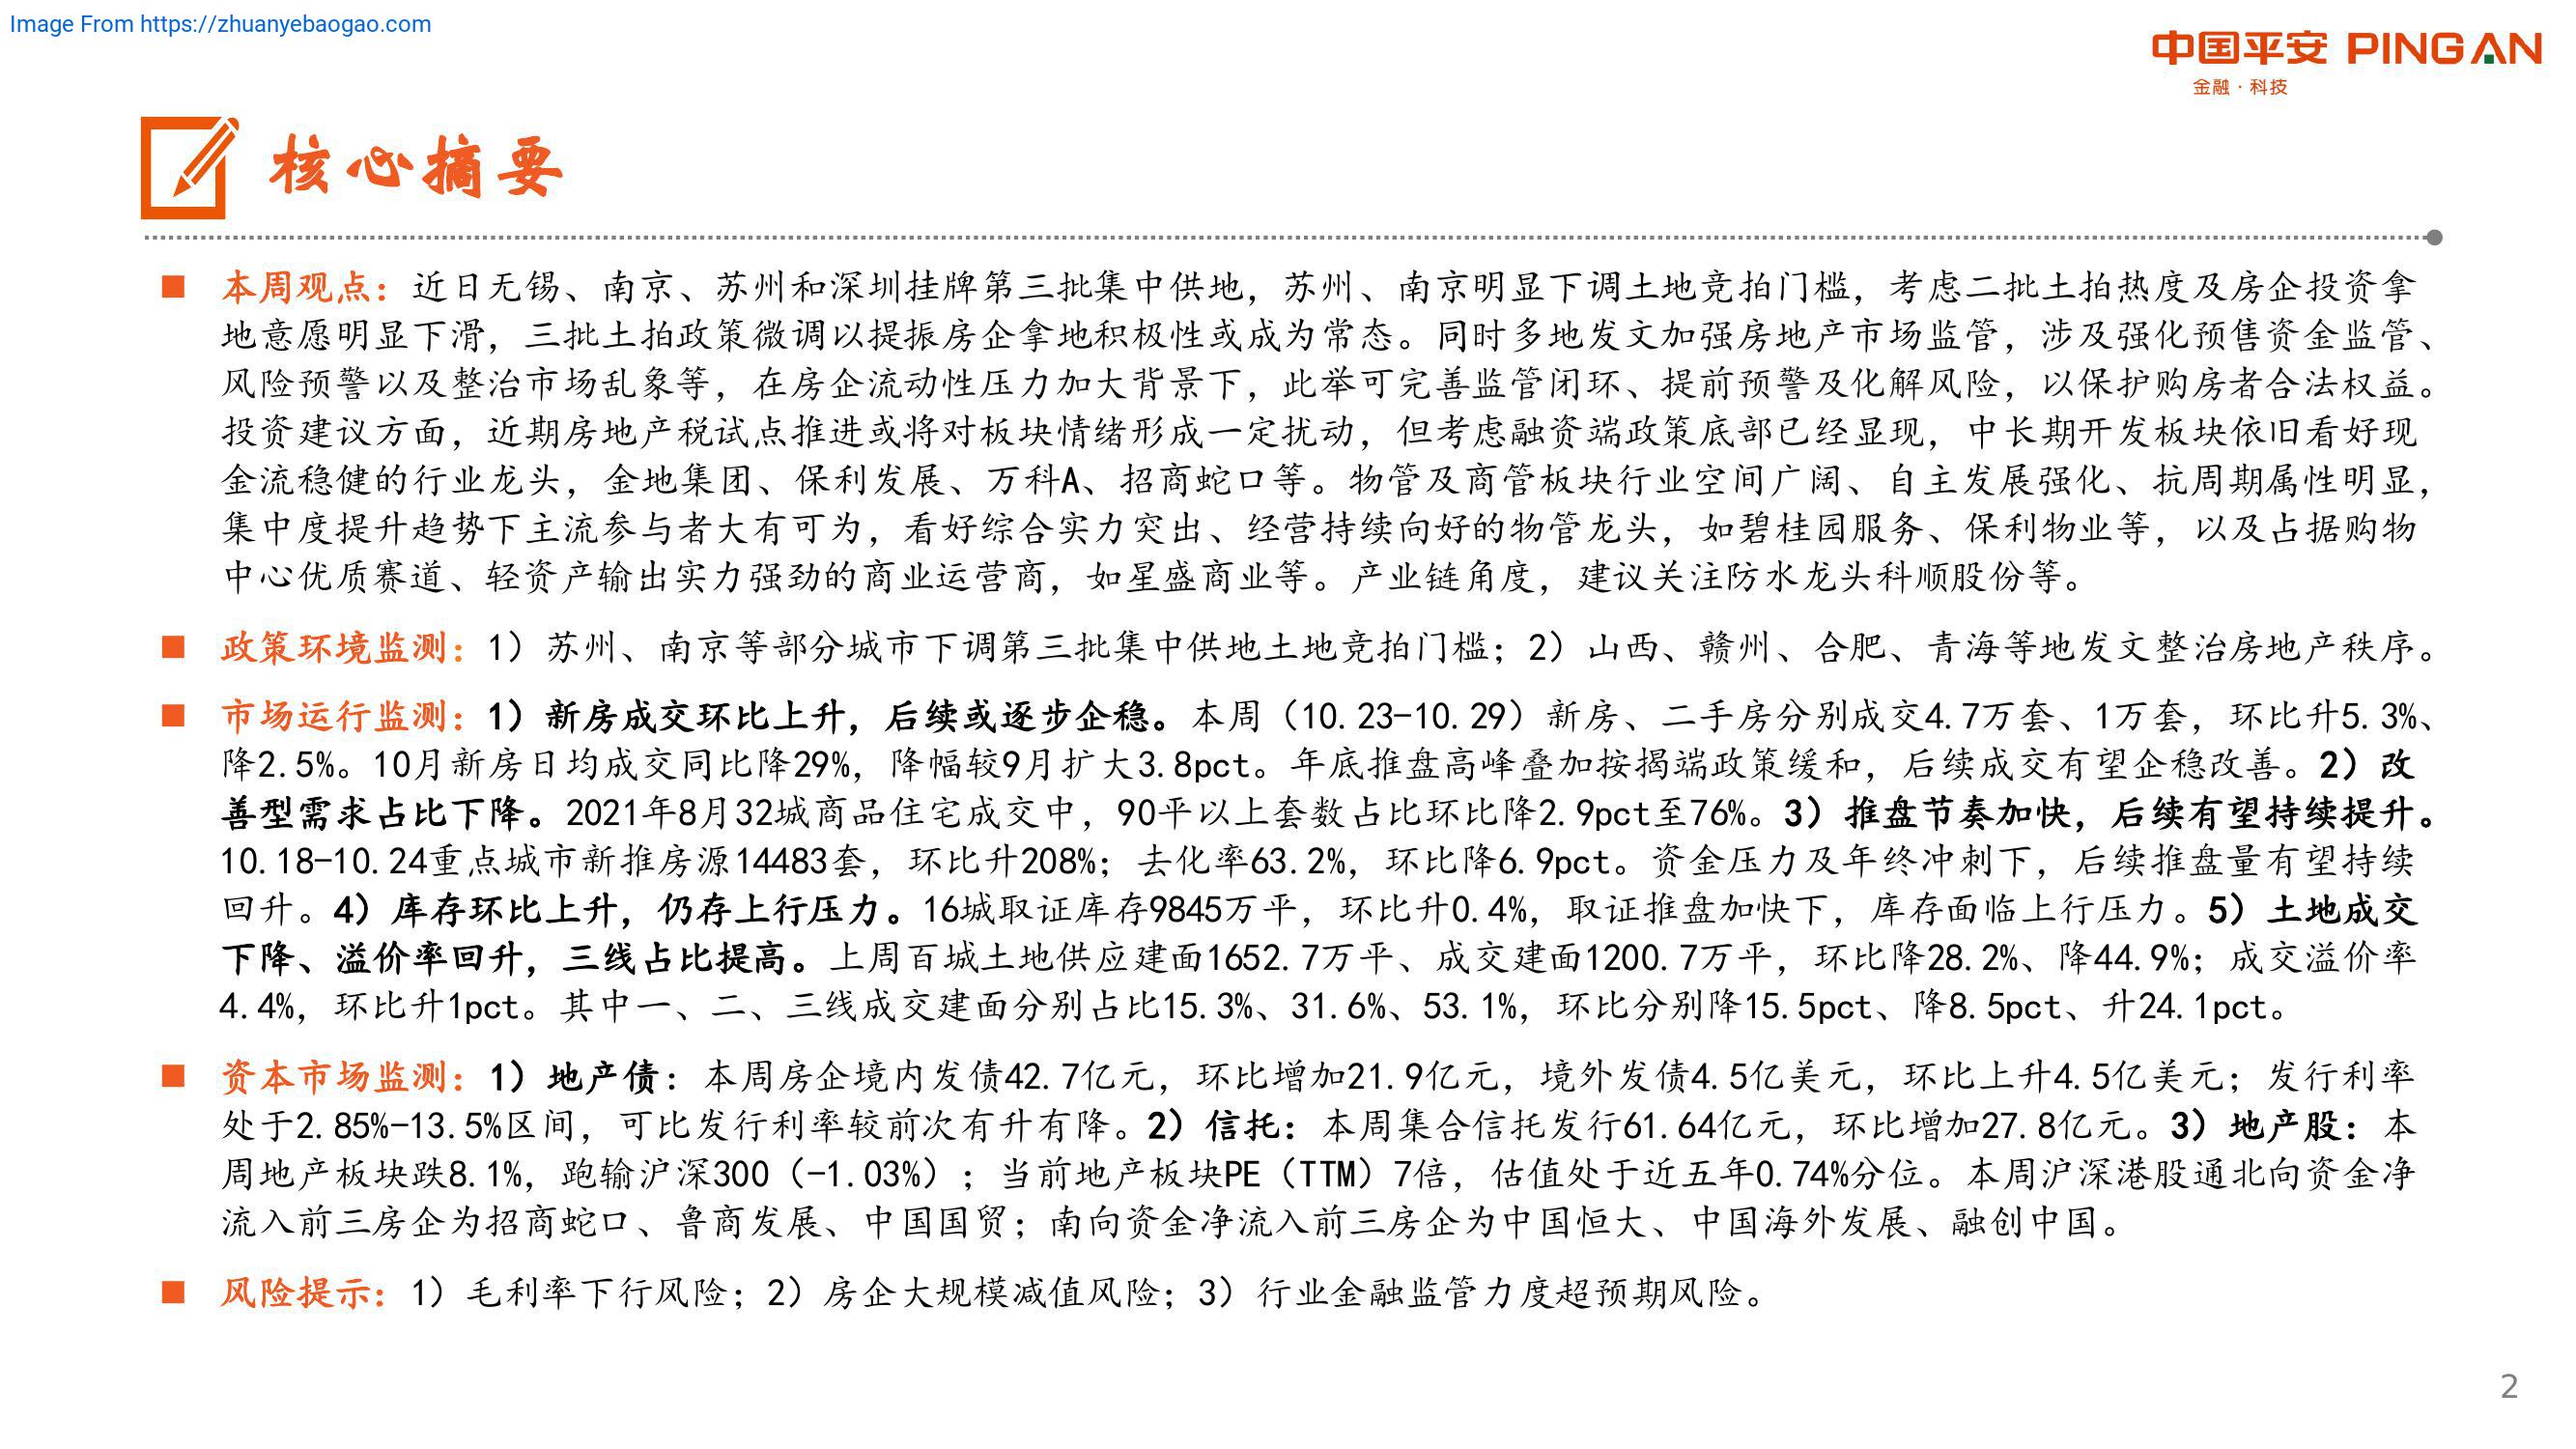 Image From https://zhuanyebaogao.com
中国平安 PINGAN
金融·科技
核心摘要
本周观点：近日无锡、南京、苏州和深圳挂牌第三批集中供地，苏州、南京明显下调土地竞拍门槛，考虑二批土拍热度及房企投资拿
地意愿明显下滑，三批土拍政策微调以提振房企拿地积极性或成为常态。同时多地发文加强房地产市场监管，涉及强化预售资金监管、
风险预警以及整治市场乱象等，在房企流动性压力加大背景下，此举可完善监管闭环、提前预警及化解风险，以保护购房者合法权益。
投资建议方面，近期房地产税试点推进或将对板块情绪形成一定扰动，但考虑融资端政策底部已经显现，中长期开发板块依旧看好现
金流稳健的行业龙头，金地集团、保利发展、万科A、招商蛇口等。物管及商管板块行业空间广阔、自主发展强化、抗周期属性明显，
集中度提升趋势下主流参与者大有可为，看好综合实力突出、经营持续向好的物管龙头，如碧桂园服务、保利物业等，以及占据购物
中心优质赛道、轻资产输出实力强劲的商业运营商，如星盛商业等。产业链角度，建议关注防水龙头科顺股份等。
政策环境监测：1）苏州、南京等部分城市下调第三批集中供地土地竞拍门槛；2）山西、赣州、合肥、青海等地发文整治房地产秩序。
市场运行监测：1）新房成交环比上升，后续或逐步企稳。本周（10.23-10.29）新房、二手房分别成交4.7万套、1万套，环比升5.3%、
降2.5%。10月新房日均成交同比降29%，降幅较9月扩大3.8pct。年底推盘高峰叠加按揭端政策缓和，后续成交有望企稳改善。2）改
善型需求占比下降。2021年8月32城商品住宅成交中，90平以上套数占比环比降2.9pct至76%。3）推盘节奏加快，后续有望持续提升。
10.18-10.24重点城市新推房源14483套，环比升208%；去化率63.2%，环比降6.9pct。资金压力及年终冲刺下，后续推盘量有望持续
回升。4）库存环比上升，仍存上行压力。16城取证库存9845万平，环比升0.4%，取证推盘加快下，库存面临上行压力。5）土地成交
下降、溢价率回升，三线占比提高。上周百城土地供应建面1652.7万平、成交建面1200.7万平，环比降28.2%、降44.9%；成交溢价率
4.4%，环比升1pct。其中一、二、三线成交建面分别占比15.3%、31.6%、53.1%，环比分别降15.5pct、降8.5pct、升24.1pct。
资本市场监测：1）地产债：本周房企境内发债42.7亿元，环比增加21.9亿元，境外发债4.5亿美元，环比上升4.5亿美元；发行利率
处于2.85%-13.5%区间，可比发行利率较前次有升有降。2）信托：本周集合信托发行61.64亿元，环比增加27.8亿元。3）地产股：本
周地产板块跌8.1%，跑输沪深300（-1.03%）；当前地产板块PE（TTM）7倍，估值处于近五年0.74%分位。本周沪深港股通北向资金净
流入前三房企为招商蛇口、鲁商发展、中国国贸；南向资金净流入前三房企为中国恒大、中国海外发展、融创中国。
风险提示：1）毛利率下行风险；2）房企大规模减值风险；3）行业金融监管力度超预期风险。
2